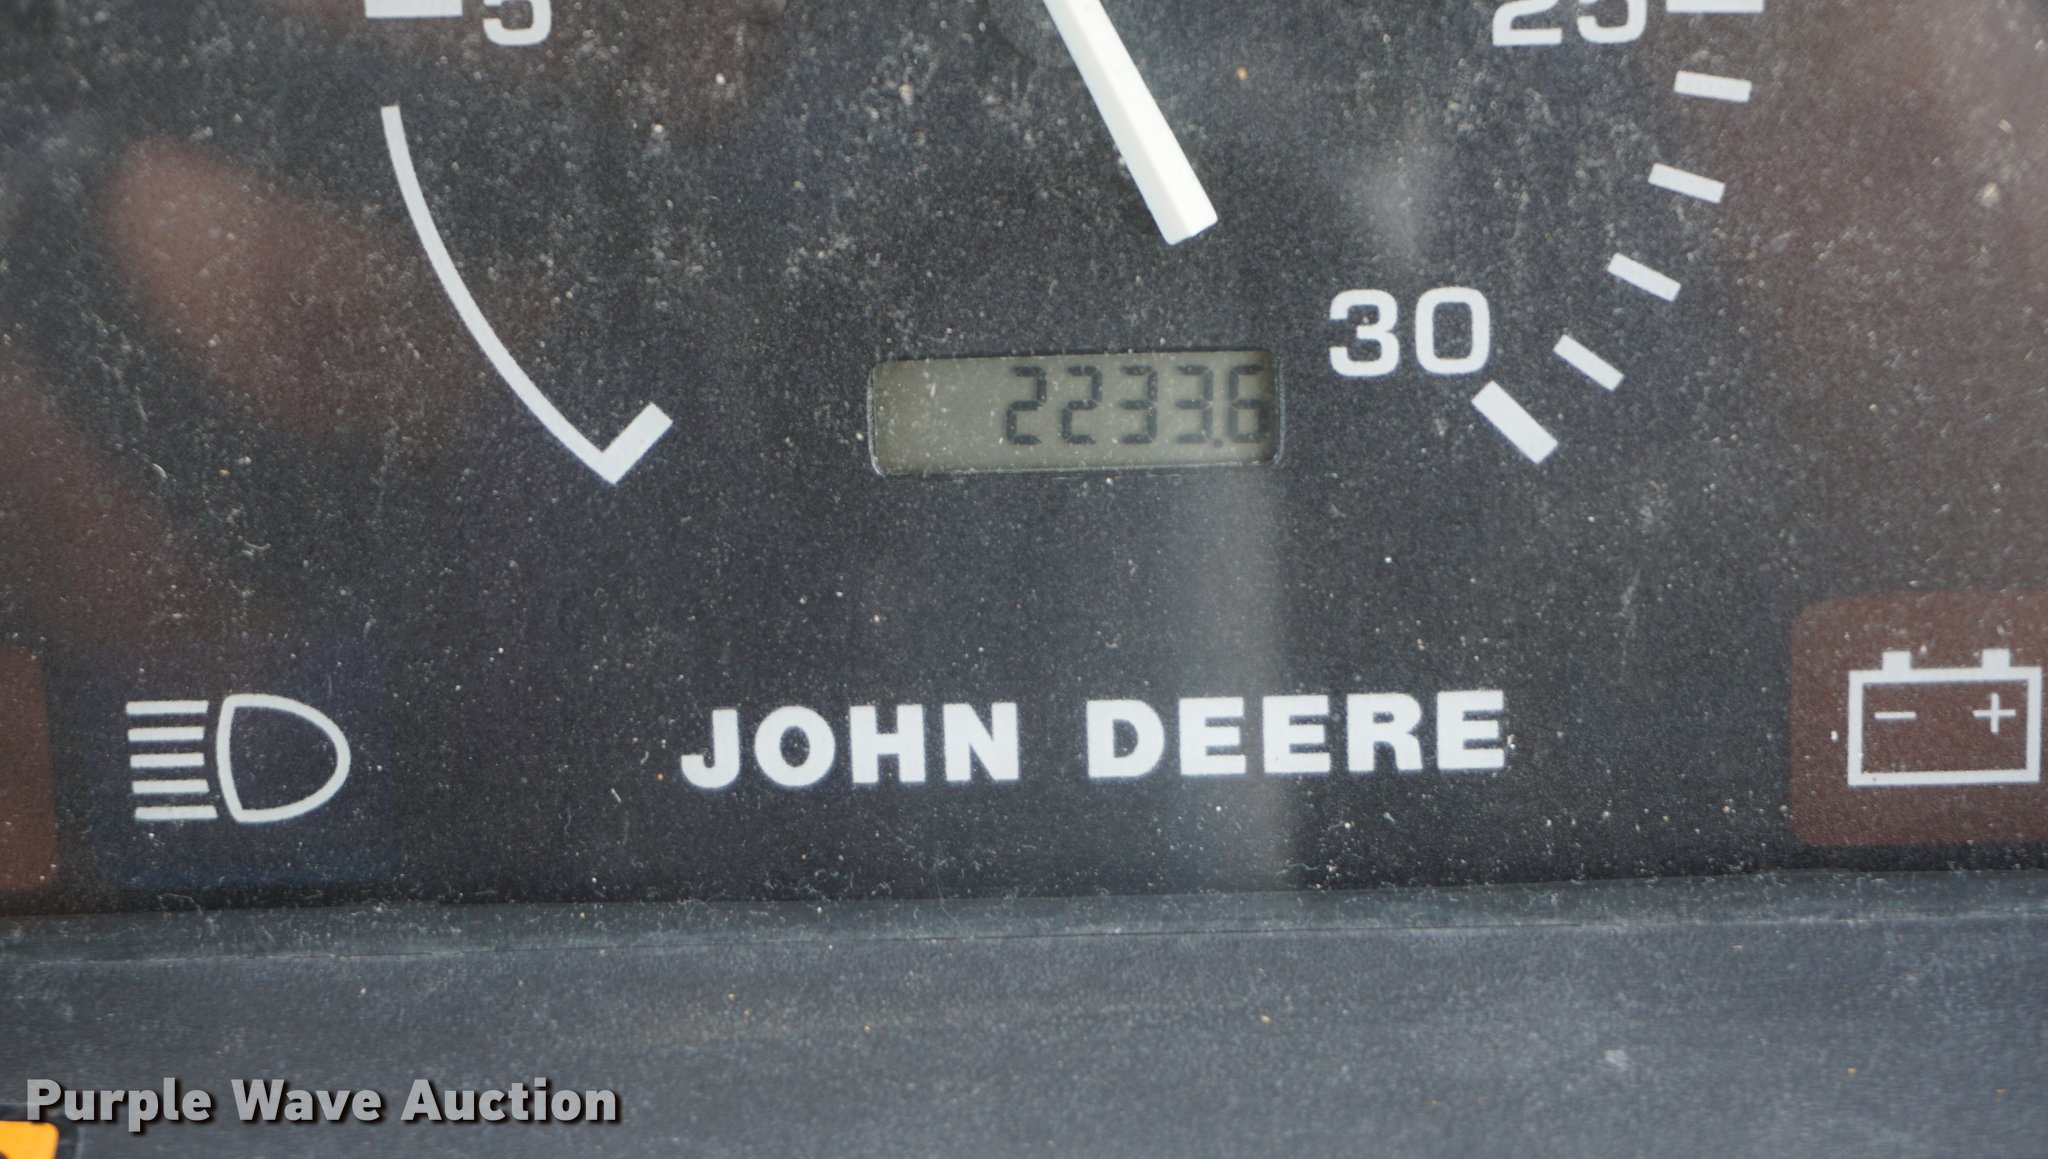 5
25
30
2233.6
JOHN DEERE
- +
Purple Wave Auction